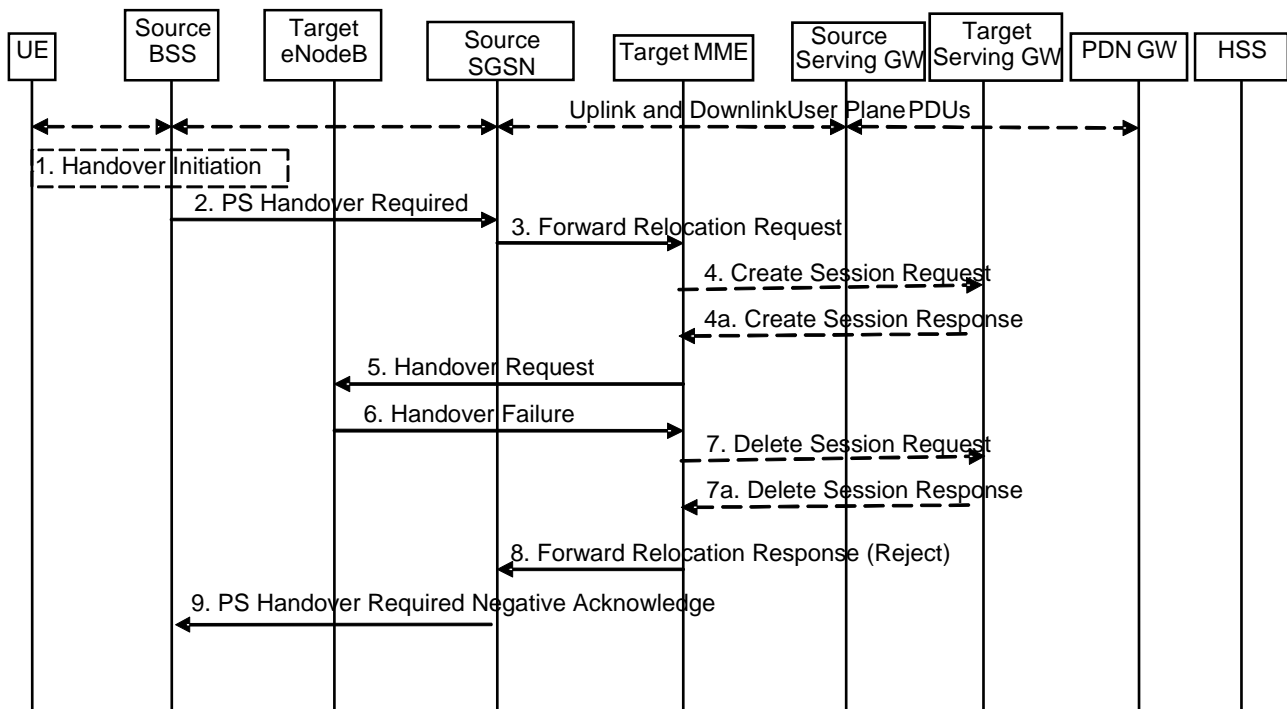 UE
Source
BSS
Target
eNodeB
Source
SGSN
Target MME
Source
Serving GW
Target
Serving GW
PDN GW
HSS
Uplink and Downlink User Plane PDUs
1. Handover Initiation
2. PS Handover Required
3. Forward Relocation Request
4. Create Session Request
4a. Create Session Response
5. Handover Request
6. Handover Failure
7. Delete Session Request
7a. Delete Session Response
8. Forward Relocation Response (Reject)
9. PS Handover Required Negative Acknowledge